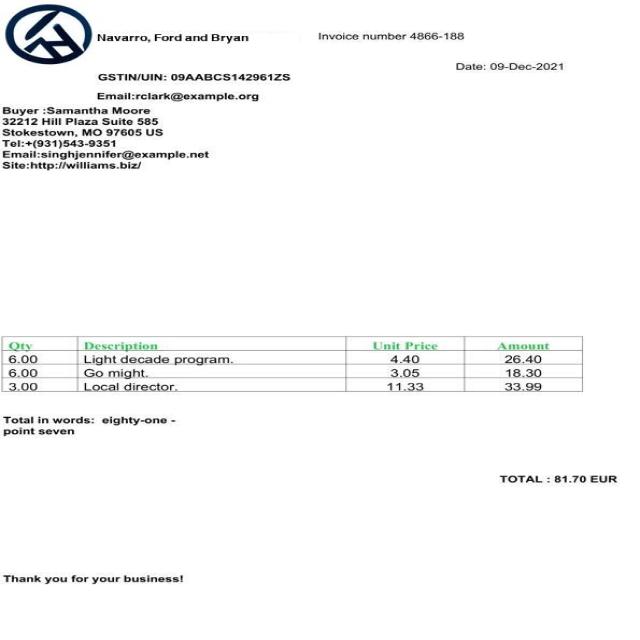 Navarro, Ford and Bryan
Invoice number 4866-188
Date: 09-Dec-2021
GSTIN/UIN: 09AABCS142961ZS
Email:rclark@example.org
Buyer :Samantha Moore
32212 Hill Plaza Suite 585
Stokestown, MO 97605 US
Tel:+(931)543-9351
Email:singhjennifer@example.net
Site:http://williams.biz/
Qty Description Unit Price Amount
6.00 Light decade program. 4.40 26.40
6.00 Go might. 3.05 18.30
3.00 Local director. 11.33 33.99
Total in words: eighty-one -
point seven
TOTAL : 81.70 EUR
Thank you for your business!